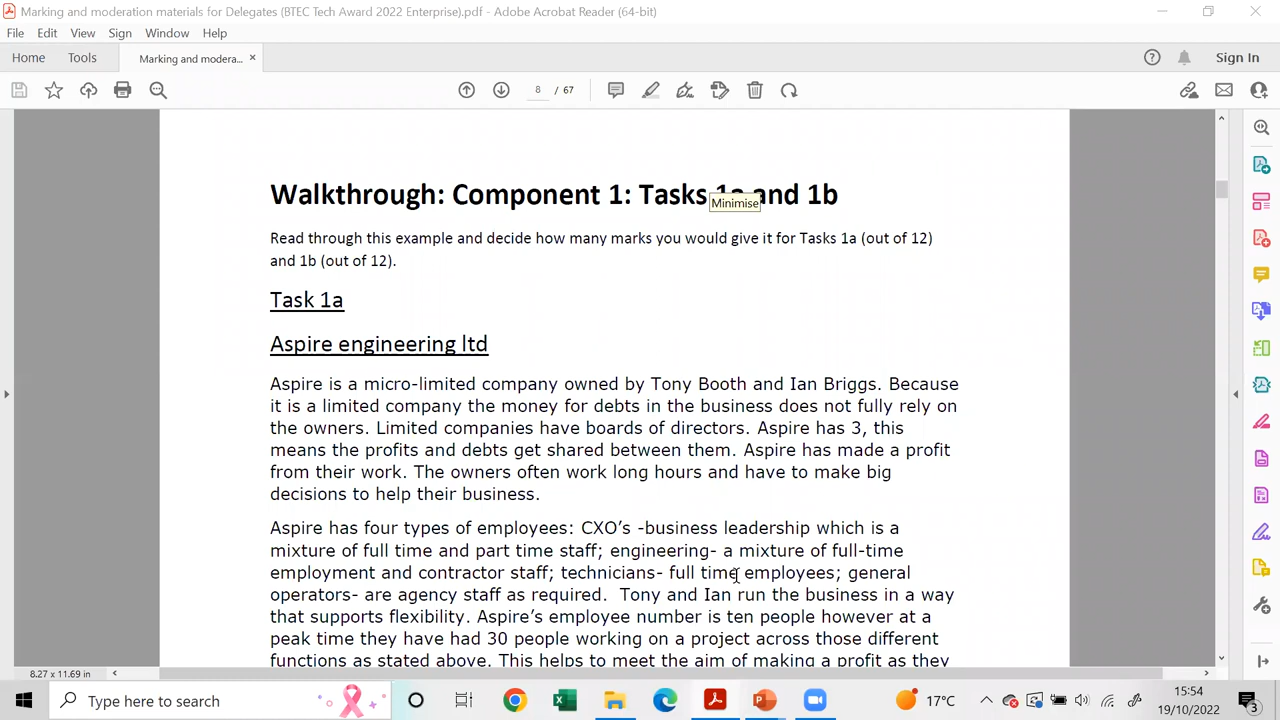 Marking and moderation materials for Delegates (BTEC Tech Award 2022 Enterprise).pdf - Adobe Acrobat Reader (64-bit)
File Edit View Sign Window Help
Home Tools Marking and modera... × Sign In
8 / 67
Walkthrough: Component 1: Tasks 1a and 1b
Minimise
Read through this example and decide how many marks you would give it for Tasks 1a (out of 12)
and 1b (out of 12).
Task 1a
Aspire engineering ltd
Aspire is a micro-limited company owned by Tony Booth and Ian Briggs. Because
it is a limited company the money for debts in the business does not fully rely on
the owners. Limited companies have boards of directors. Aspire has 3, this
means the profits and debts get shared between them. Aspire has made a profit
from their work. The owners often work long hours and have to make big
decisions to help their business.
Aspire has four types of employees: CXO's -business leadership which is a
mixture of full time and part time staff; engineering- a mixture of full-time
employment and contractor staff; technicians- full time employees; general
operators- are agency staff as required. Tony and Ian run the business in a way
that supports flexibility. Aspire's employee number is ten people however at a
peak time they have had 30 people working on a project across those different
functions as stated above. This helps to meet the aim of making a profit as they
8.27 x 11.69 in
Type here to search
17°C
15:54
19/10/2022
3